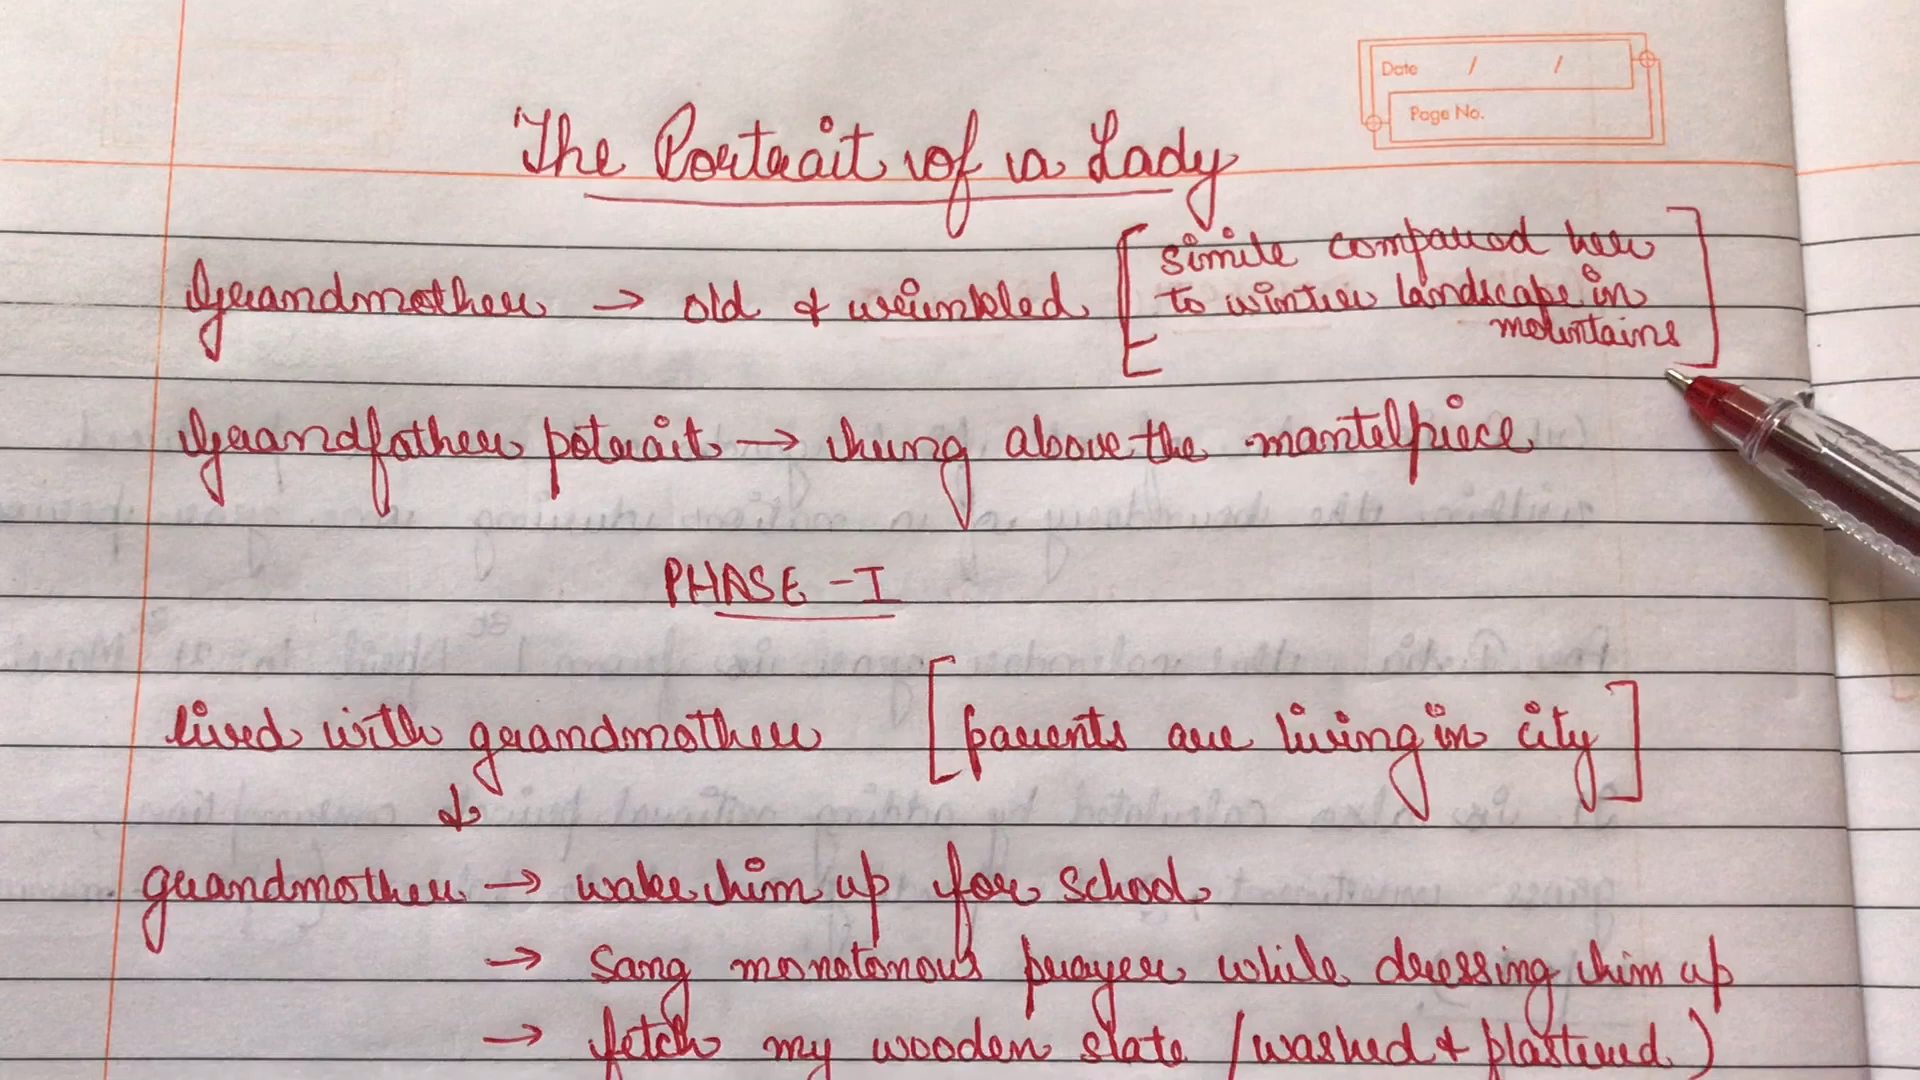 Date / /
Page No.
The Portrait of a Lady
Grandmother → old & wrinkled [simile compared her
to winter landscape in
mountains]
Grandfather potrait → hung above the mantelpiece
PHASE - I
lived with grandmother [parents are living in city]
↓
grandmother → wake him up for school
→ Sang monotonous prayer while dressing him up
→ fetch my wooden slate (washed & plastered)